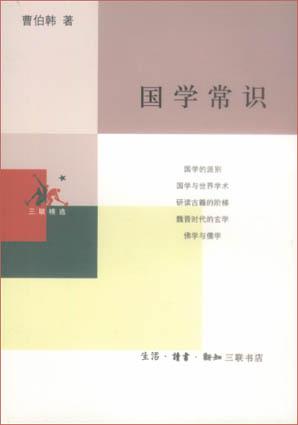 曹伯韩 著
国学常识
国学的派别
国学与世界学术
研读古籍的阶梯
魏晋时代的玄学
佛学与儒学
三联精选
生活·讀書·新知 三联书店